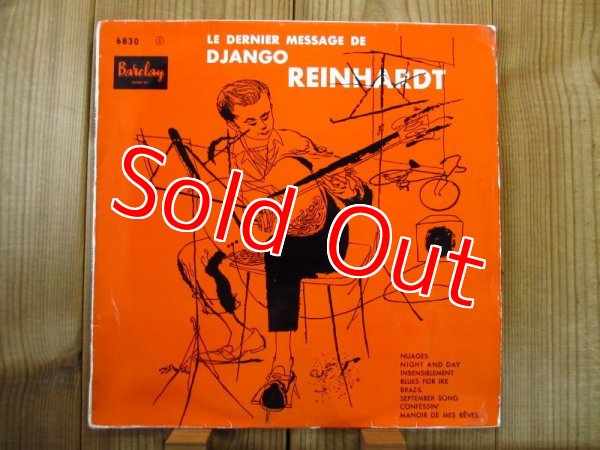 6830
LE DERNIER MESSAGE DE
DJANGO
REINHARDT
Barclay
Sold Out
NUAGES
NIGHT AND DAY
INSENSIBLEMENT
BLUES FOR IKE
BRAZIL
SEPTEMBER SONG
CONFESSIN'
MANOIR DE MES RÊVES